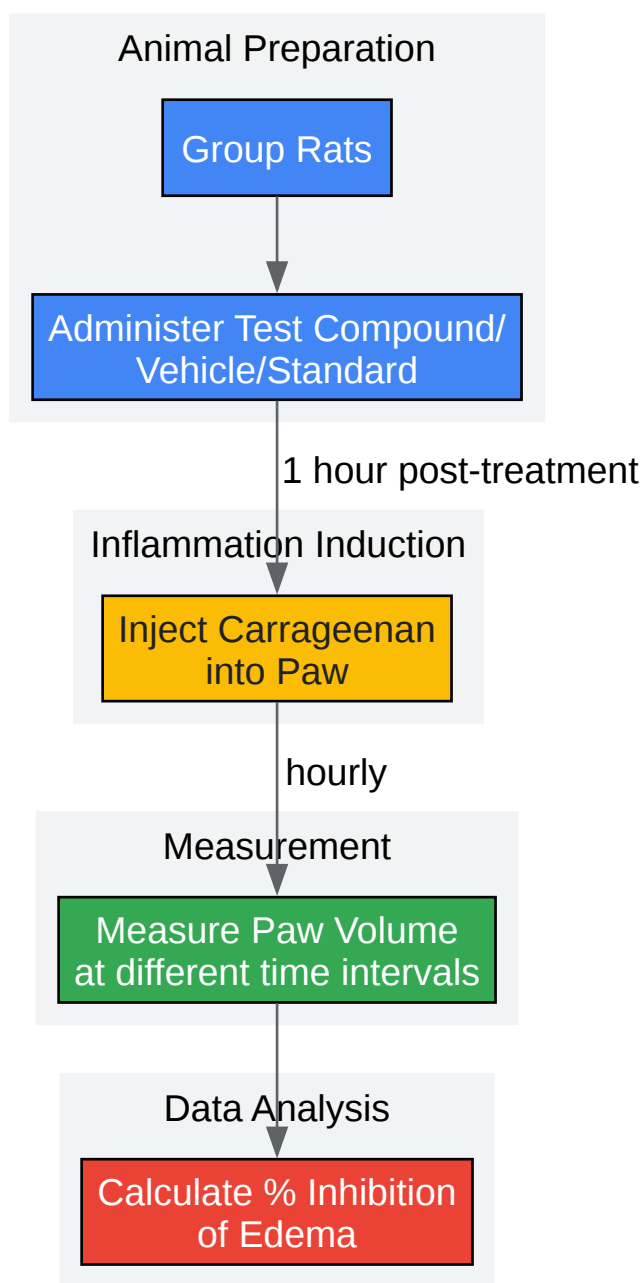 Animal Preparation
Group Rats
Administer Test Compound/
Vehicle/Standard
1 hour post-treatment
Inflammation Induction
Inject Carrageenan
into Paw
hourly
Measurement
Measure Paw Volume
at different time intervals
Data Analysis
Calculate % Inhibition
of Edema